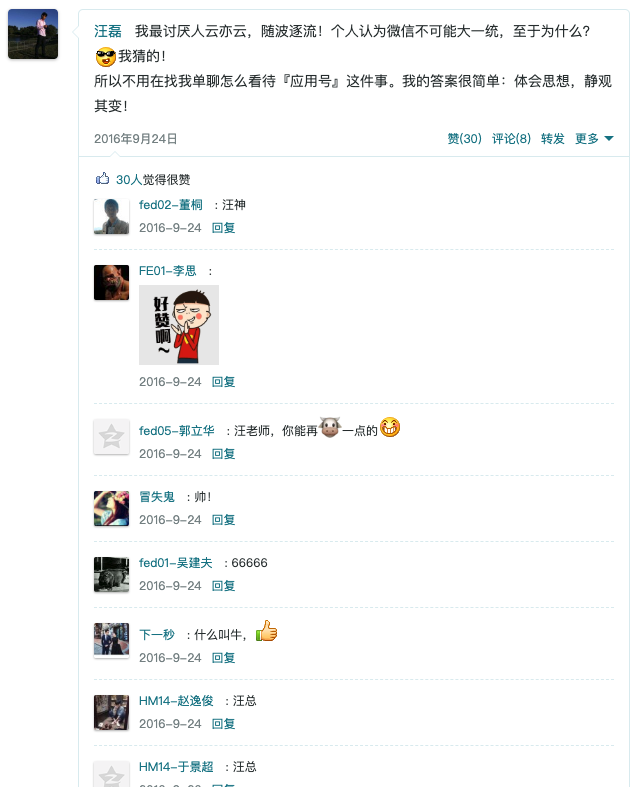 汪磊 我最讨厌人云亦云，随波逐流！个人认为微信不可能大一统，至于为什么？
我猜的！
所以不用在找我单聊怎么看待『应用号』这件事。我的答案很简单：体会思想，静观
其变！
2016年9月24日 赞(30) 评论(8) 转发 更多
30人觉得很赞
fed02-董桐 ：汪神
2016-9-24 回复
FE01-李思 ：
好赞啊～
2016-9-24 回复
fed05-郭立华 ：汪老师，你能再一点的
2016-9-24 回复
冒失鬼 ：帅！
2016-9-24 回复
fed01-吴建夫 ：66666
2016-9-24 回复
下一秒 ：什么叫牛，
2016-9-24 回复
HM14-赵逸俊 ：汪总
2016-9-24 回复
HM14-于景超 ：汪总